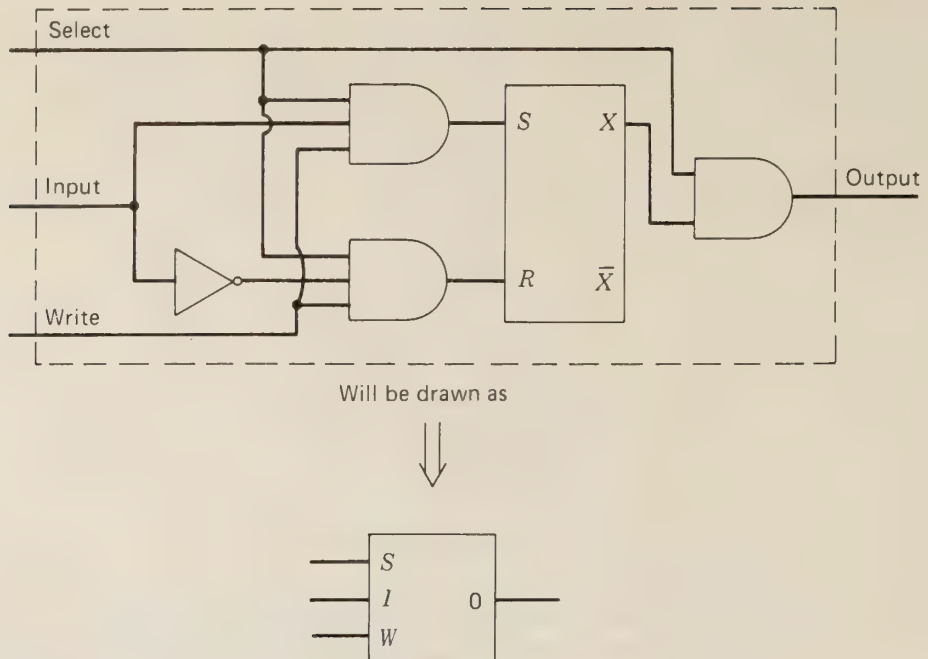 Select
S
X
Input
Output
R
X̅
Write
Will be drawn as
S
I
0
W